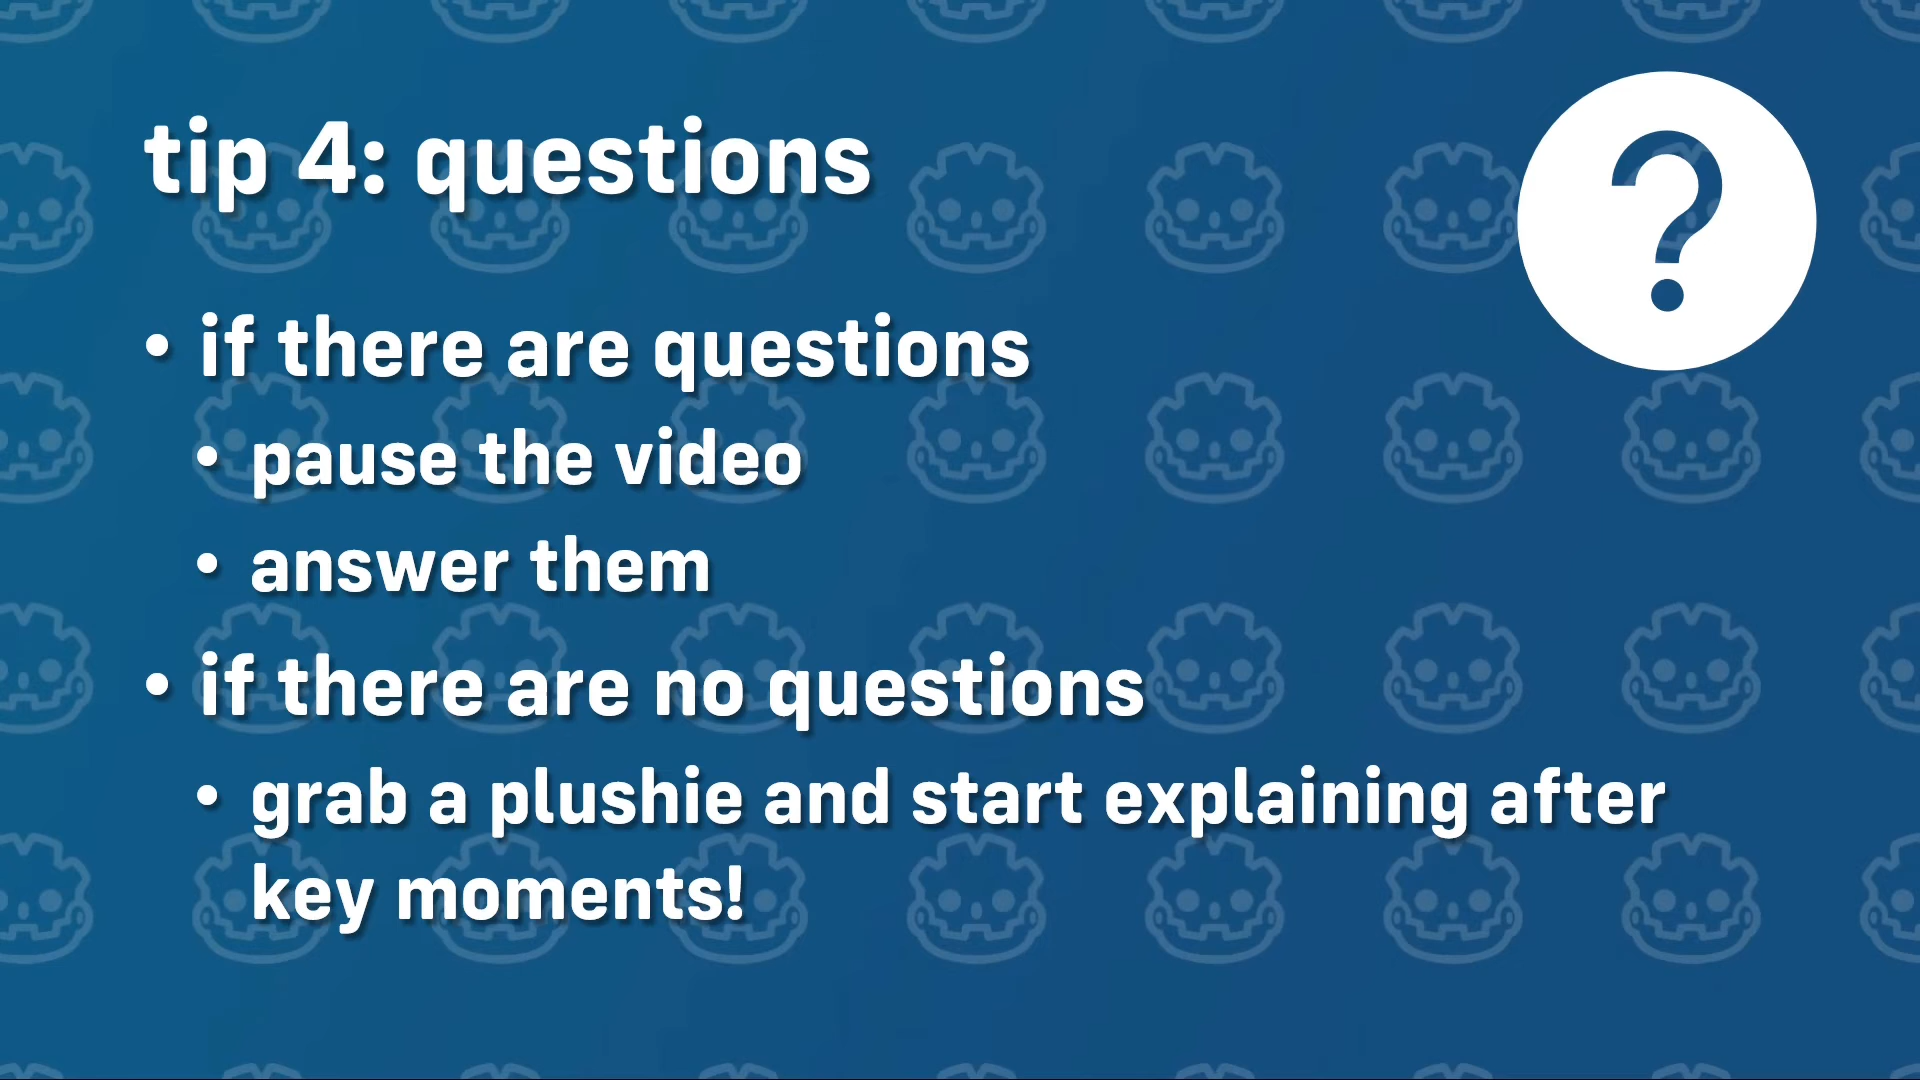 tip 4: questions
?
• if there are questions
• pause the video
• answer them
• if there are no questions
• grab a plushie and start explaining after
key moments!